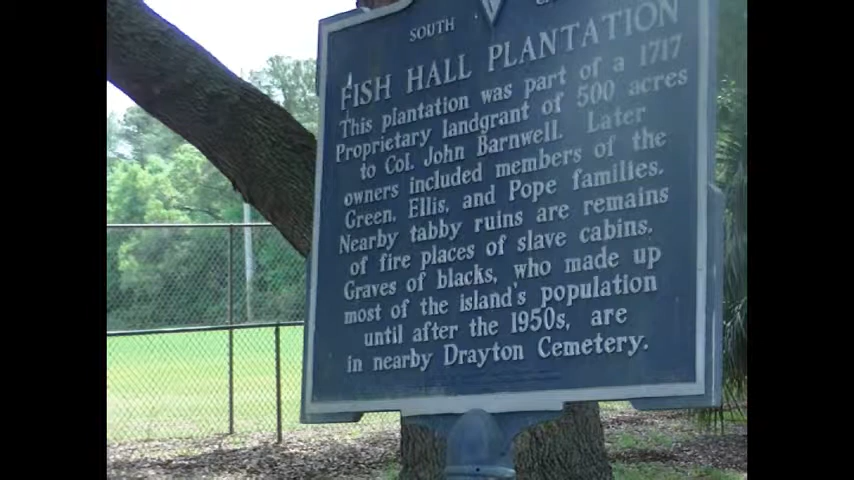 SOUTH
FISH HALL PLANTATION
This plantation was part of a 1717
Proprietary landgrant of 500 acres
to Col. John Barnwell. Later
owners included members of the
Green, Ellis, and Pope families.
Nearby tabby ruins are remains
of fire places of slave cabins.
Graves of blacks, who made up
most of the island's population
until after the 1950s, are
in nearby Drayton Cemetery.